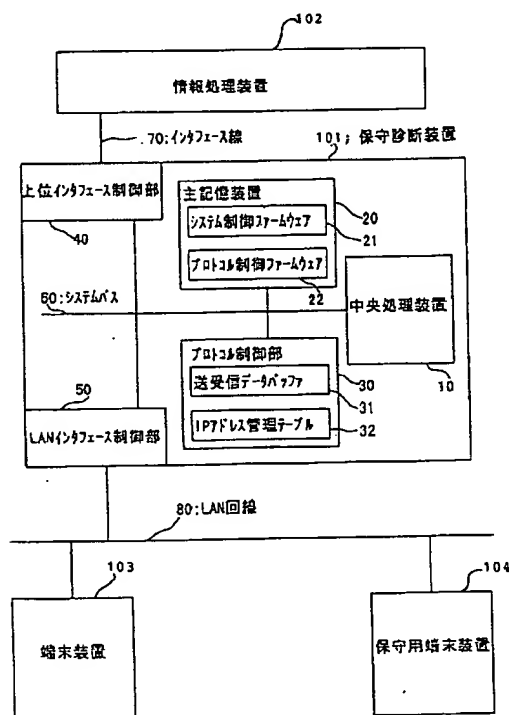 102
情報処理装置
70:インタフェース線
101; 保守診断装置
上位インタフェース制御部
40
主記憶装置
20
システム制御ファームウェア
21
プロトコル制御ファームウェア
22
60:システムバス
中央処理装置
10
プロトコル制御部
30
送受信データバッファ
31
IPアドレス管理テーブル
32
50
LANインタフェース制御部
80:LAN回線
103
端末装置
104
保守用端末装置